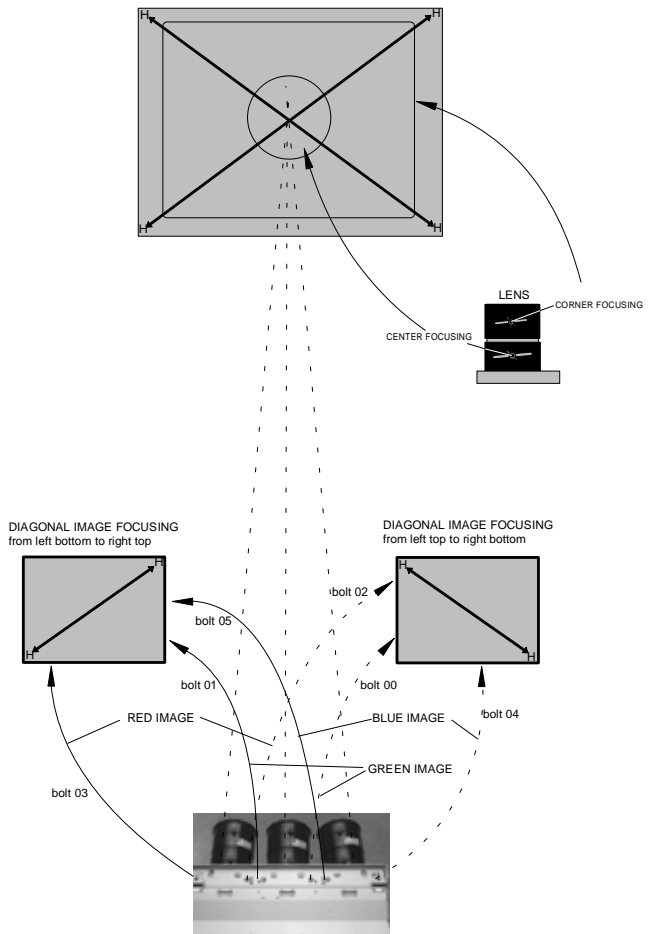 H
H
H
H
LENS
CORNER FOCUSING
CENTER FOCUSING
DIAGONAL IMAGE FOCUSING
from left bottom to right top
DIAGONAL IMAGE FOCUSING
from left top to right bottom
H
H
H
H
bolt 02
bolt 05
bolt 01
bolt 00
bolt 04
RED IMAGE
BLUE IMAGE
GREEN IMAGE
bolt 03